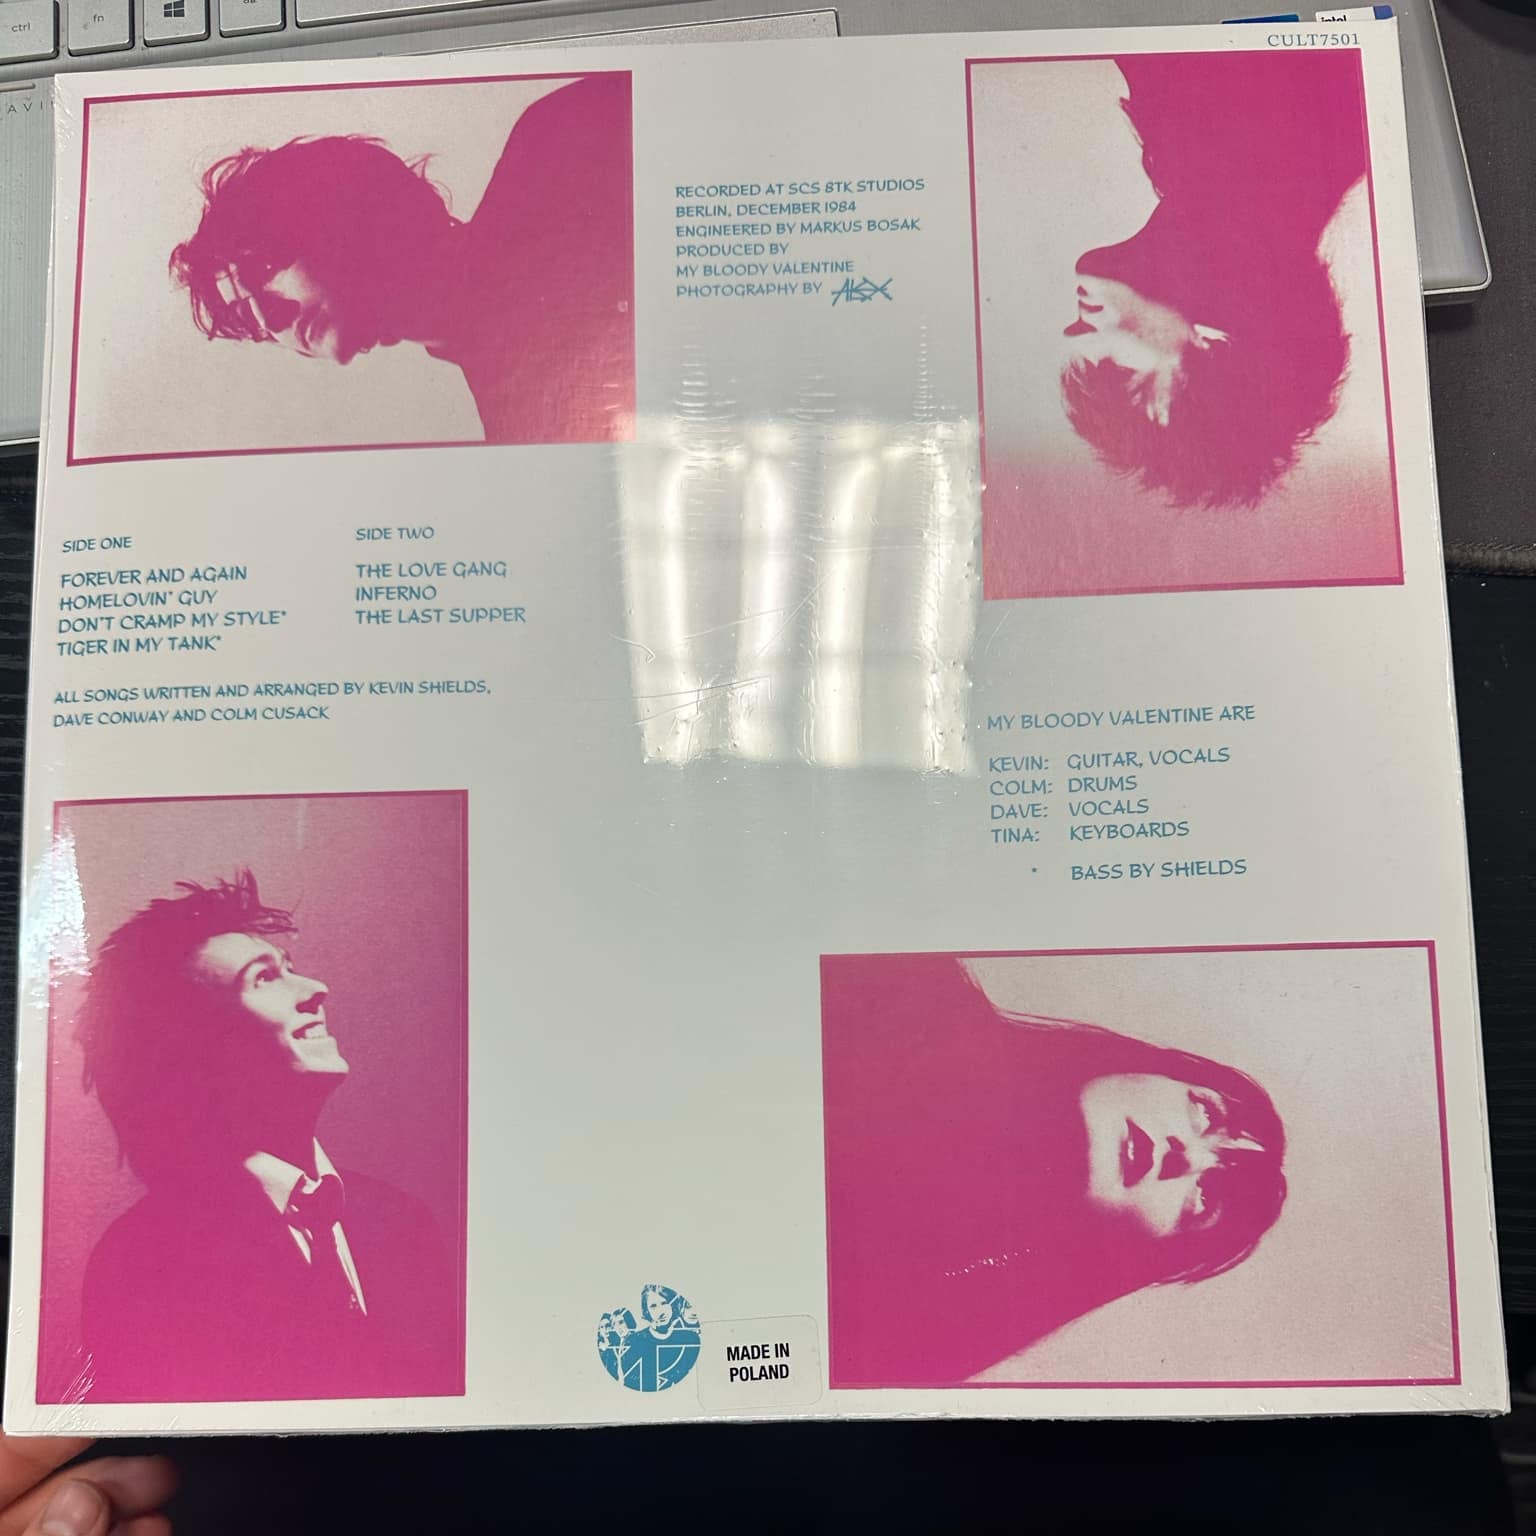 ctrl
fn
intel
CULT7501
RECORDED AT SCS 8TK STUDIOS
BERLIN, DECEMBER 1984
ENGINEERED BY MARKUS BOSAK
PRODUCED BY
MY BLOODY VALENTINE
PHOTOGRAPHY BY ALEX
SIDE ONE
FOREVER AND AGAIN
HOMELOVIN' GUY
DON'T CRAMP MY STYLE*
TIGER IN MY TANK*
SIDE TWO
THE LOVE GANG
INFERNO
THE LAST SUPPER
ALL SONGS WRITTEN AND ARRANGED BY KEVIN SHIELDS,
DAVE CONWAY AND COLM CUSACK
MY BLOODY VALENTINE ARE
KEVIN: GUITAR, VOCALS
COLM: DRUMS
DAVE: VOCALS
TINA: KEYBOARDS
* BASS BY SHIELDS
MADE IN
POLAND